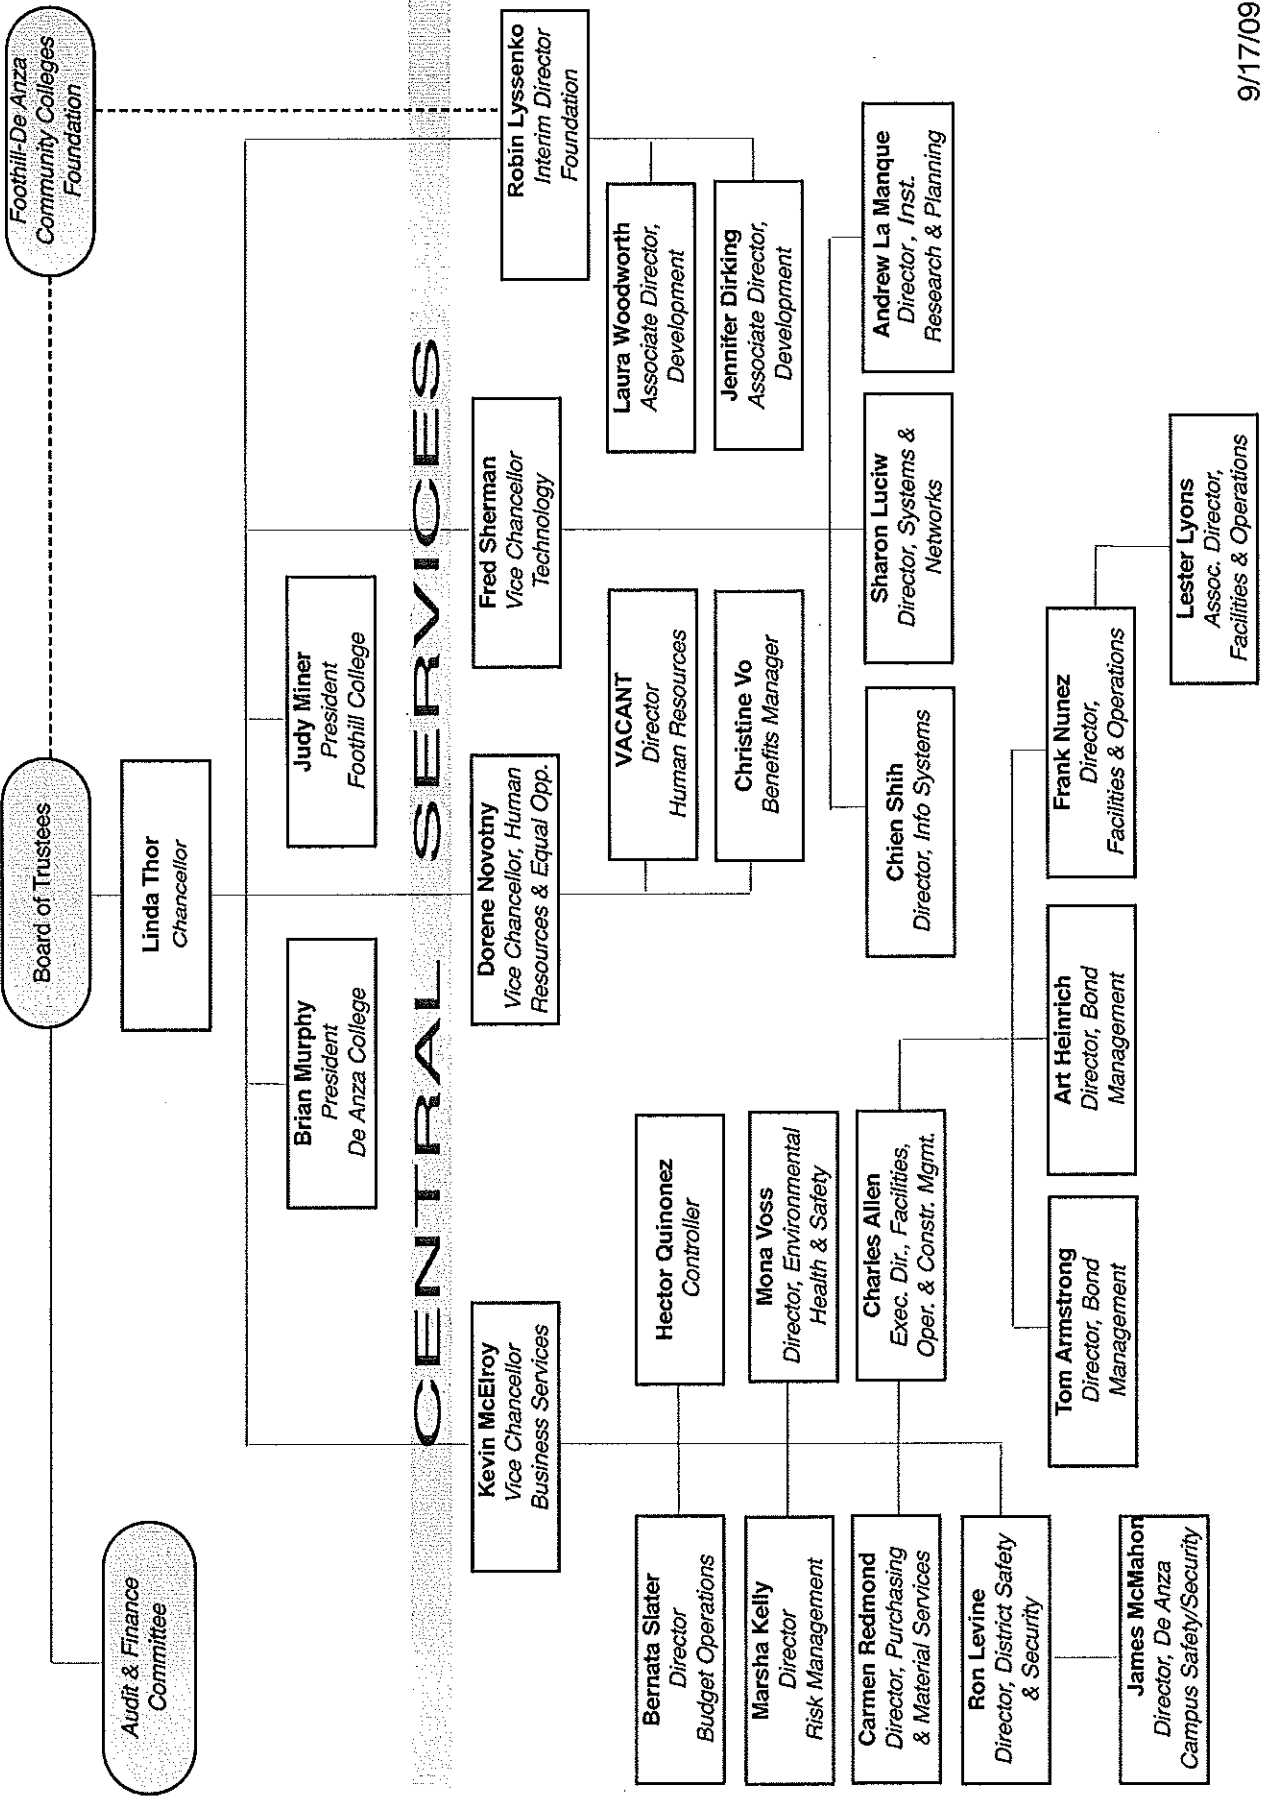 Foothill-De Anza
Community Colleges
Foundation
Board of Trustees
Audit & Finance
Committee
Linda Thor
Chancellor
Brian Murphy
President
De Anza College
Judy Miner
President
Foothill College
CENTRAL SERVICES
Kevin McElroy
Vice Chancellor
Business Services
Dorene Novotny
Vice Chancellor, Human
Resources & Equal Opp.
Fred Sherman
Vice Chancellor
Technology
Robin Lyssenko
Interim Director
Foundation
Bernata Slater
Director
Budget Operations
Hector Quinonez
Controller
VACANT
Director
Human Resources
Laura Woodworth
Associate Director,
Development
Marsha Kelly
Director
Risk Management
Mona Voss
Director, Environmental
Health & Safety
Christine Vo
Benefits Manager
Jennifer Dirking
Associate Director,
Development
Carmen Redmond
Director, Purchasing
& Material Services
Charles Allen
Exec. Dir., Facilities,
Oper. & Constr. Mgmt.
Chien Shih
Director, Info Systems
Sharon Luciw
Director, Systems &
Networks
Andrew La Manque
Director, Inst.
Research & Planning
Ron Levine
Director, District Safety
& Security
Tom Armstrong
Director, Bond
Management
Art Heinrich
Director, Bond
Management
Frank Nunez
Director,
Facilities & Operations
James McMahon
Director, De Anza
Campus Safety/Security
Lester Lyons
Assoc. Director,
Facilities & Operations
9/17/09